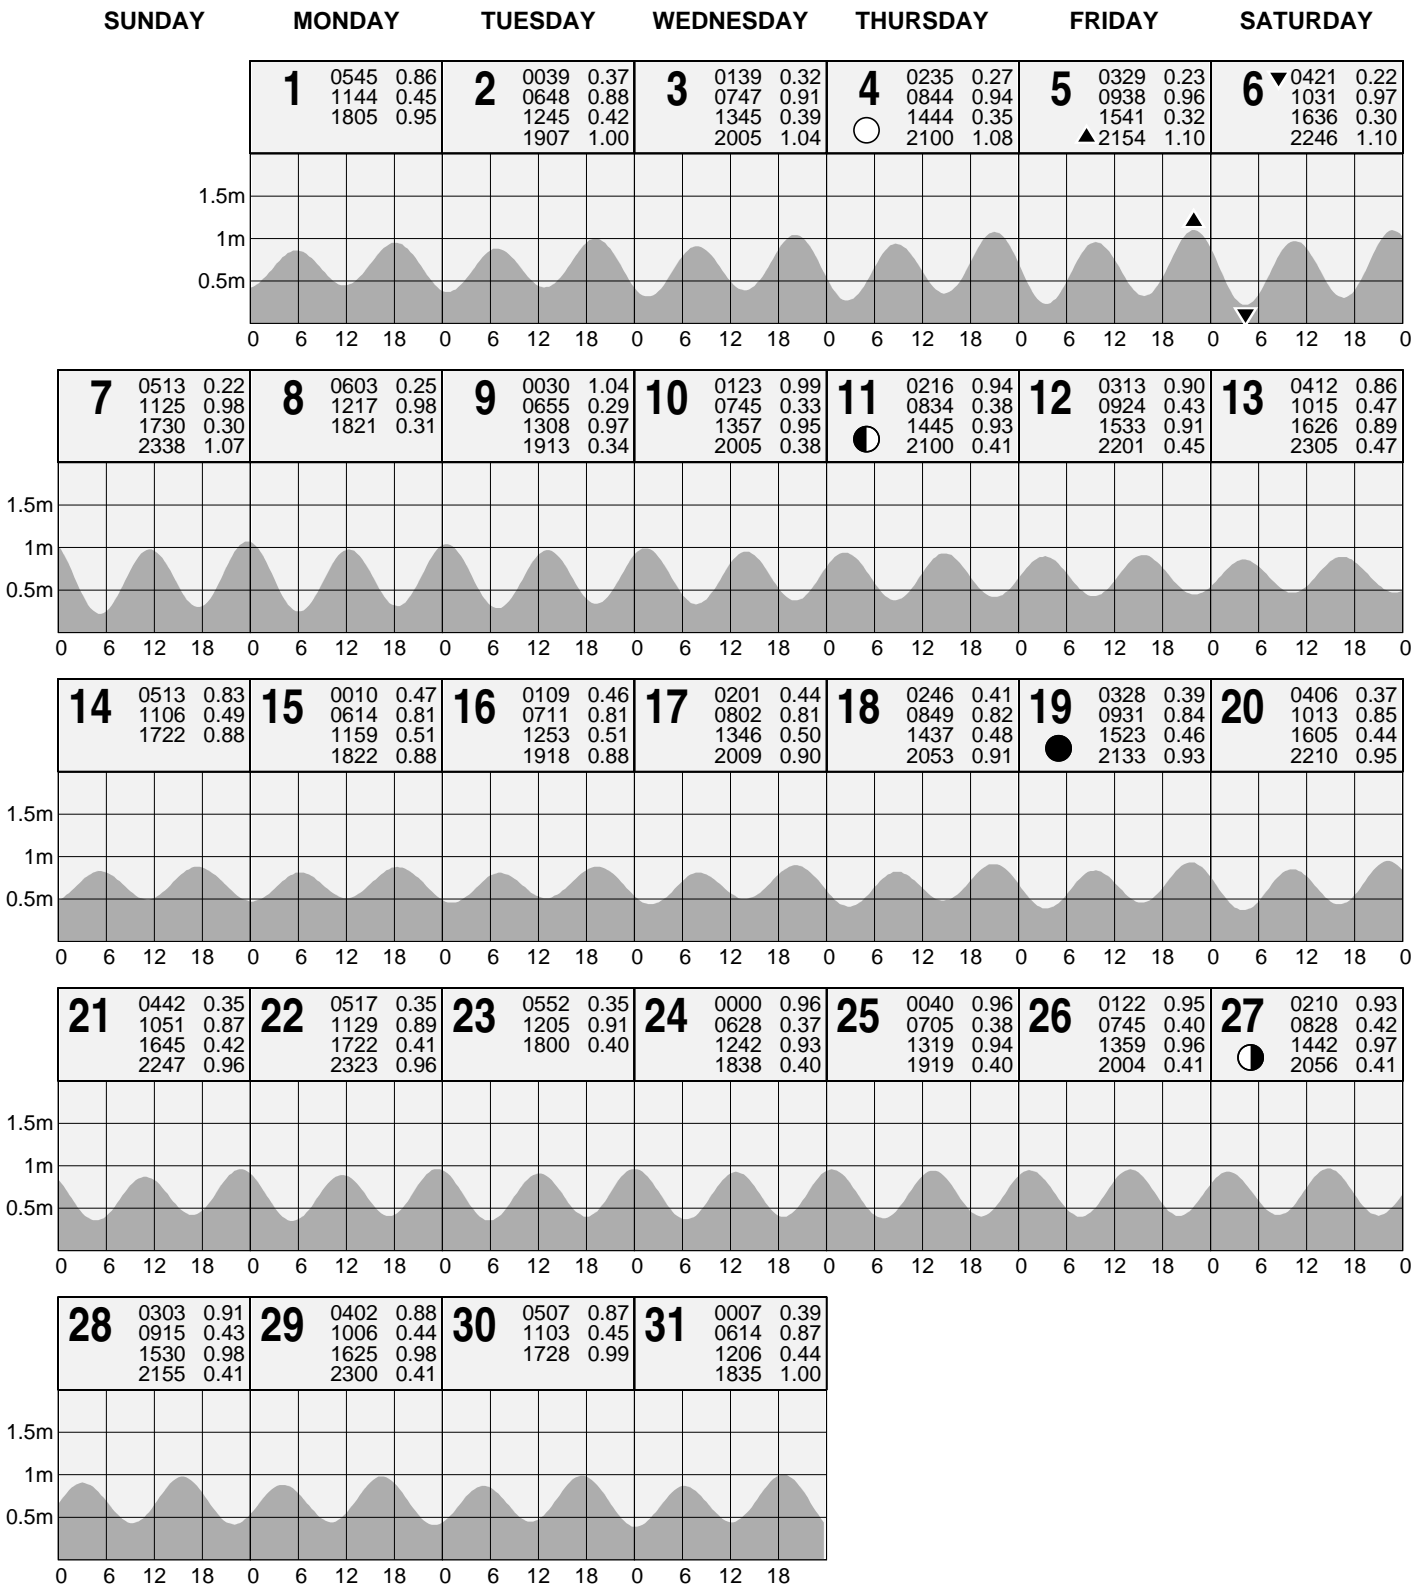 SUNDAY MONDAY TUESDAY WEDNESDAY THURSDAY FRIDAY SATURDAY
1 0545 0.86
1144 0.45
1805 0.95
2 0039 0.37
0648 0.88
1245 0.42
1907 1.00
3 0139 0.32
0747 0.91
1345 0.39
2005 1.04
4 0235 0.27
0844 0.94
1444 0.35
2100 1.08
5 0329 0.23
0938 0.96
1541 0.32
2154 1.10
6 0421 0.22
1031 0.97
1636 0.30
2246 1.10
1.5m
1m
0.5m
0 6 12 18 0 6 12 18 0 6 12 18 0 6 12 18 0 6 12 18 0 6 12 18 0
7 0513 0.22
1125 0.98
1730 0.30
2338 1.07
8 0603 0.25
1217 0.98
1821 0.31
9 0030 1.04
0655 0.29
1308 0.97
1913 0.34
10 0123 0.99
0745 0.33
1357 0.95
2005 0.38
11 0216 0.94
0834 0.38
1445 0.93
2100 0.41
12 0313 0.90
0924 0.43
1533 0.91
2201 0.45
13 0412 0.86
1015 0.47
1626 0.89
2305 0.47
1.5m
1m
0.5m
0 6 12 18 0 6 12 18 0 6 12 18 0 6 12 18 0 6 12 18 0 6 12 18 0 6 12 18 0
14 0513 0.83
1106 0.49
1722 0.88
15 0010 0.47
0614 0.81
1159 0.51
1822 0.88
16 0109 0.46
0711 0.81
1253 0.51
1918 0.88
17 0201 0.44
0802 0.81
1346 0.50
2009 0.90
18 0246 0.41
0849 0.82
1437 0.48
2053 0.91
19 0328 0.39
0931 0.84
1523 0.46
2133 0.93
20 0406 0.37
1013 0.85
1605 0.44
2210 0.95
1.5m
1m
0.5m
0 6 12 18 0 6 12 18 0 6 12 18 0 6 12 18 0 6 12 18 0 6 12 18 0 6 12 18 0
21 0442 0.35
1051 0.87
1645 0.42
2247 0.96
22 0517 0.35
1129 0.89
1722 0.41
2323 0.96
23 0552 0.35
1205 0.91
1800 0.40
24 0000 0.96
0628 0.37
1242 0.93
1838 0.40
25 0040 0.96
0705 0.38
1319 0.94
1919 0.40
26 0122 0.95
0745 0.40
1359 0.96
2004 0.41
27 0210 0.93
0828 0.42
1442 0.97
2056 0.41
1.5m
1m
0.5m
0 6 12 18 0 6 12 18 0 6 12 18 0 6 12 18 0 6 12 18 0 6 12 18 0 6 12 18 0
28 0303 0.91
0915 0.43
1530 0.98
2155 0.41
29 0402 0.88
1006 0.44
1625 0.98
2300 0.41
30 0507 0.87
1103 0.45
1728 0.99
31 0007 0.39
0614 0.87
1206 0.44
1835 1.00
1.5m
1m
0.5m
0 6 12 18 0 6 12 18 0 6 12 18 0 6 12 18